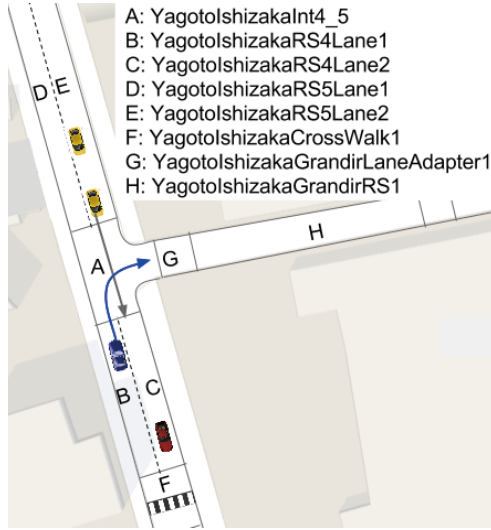 A: YagotoIshizakaInt4_5
B: YagotoIshizakaRS4Lane1
C: YagotoIshizakaRS4Lane2
D: YagotoIshizakaRS5Lane1
E: YagotoIshizakaRS5Lane2
F: YagotoIshizakaCrossWalk1
G: YagotoIshizakaGrandirLaneAdapter1
H: YagotoIshizakaGrandirRS1
D E
H
A G
B C
F